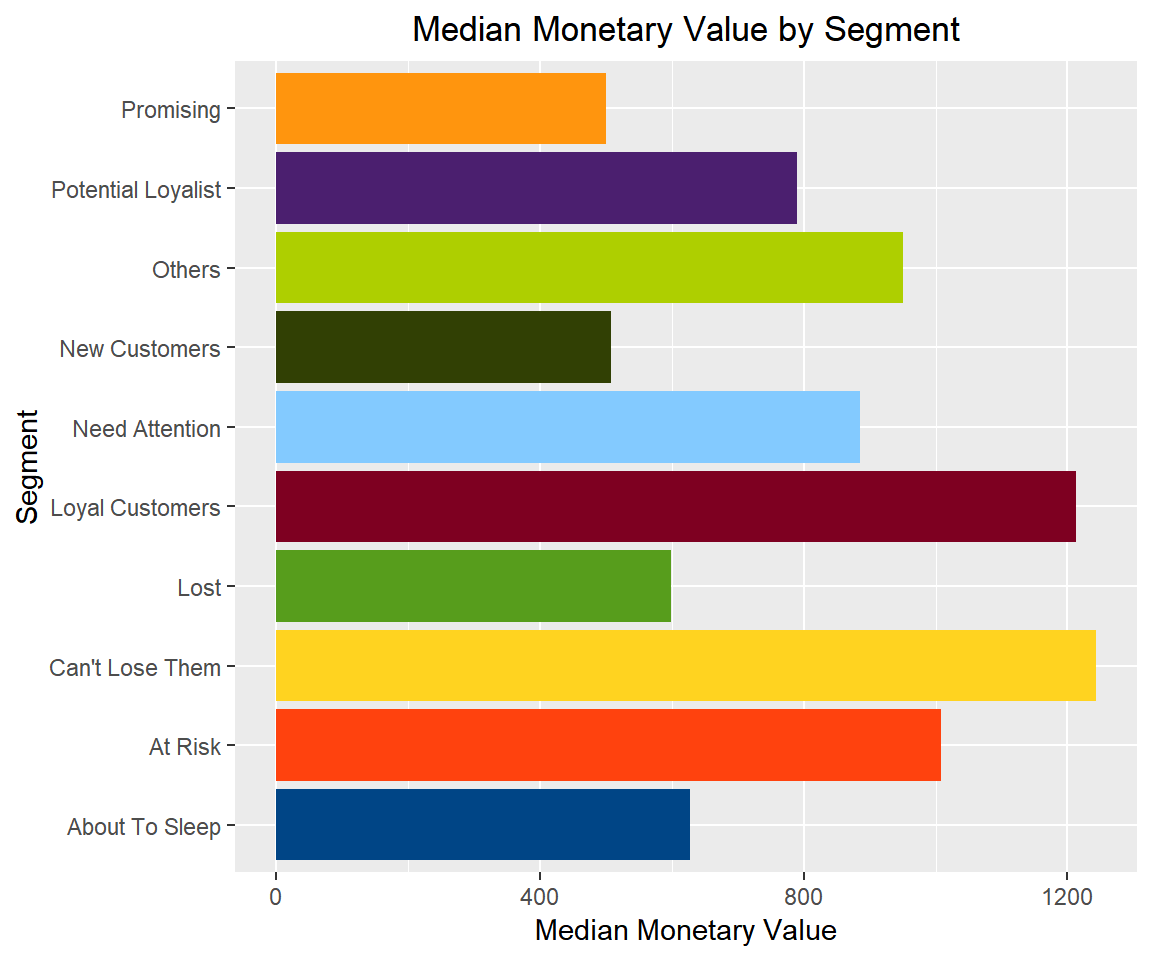 Median Monetary Value by Segment
Promising
Potential Loyalist
Others
New Customers
Need Attention
Loyal Customers
Lost
Can't Lose Them
At Risk
About To Sleep
Segment
0 400 800 1200
Median Monetary Value